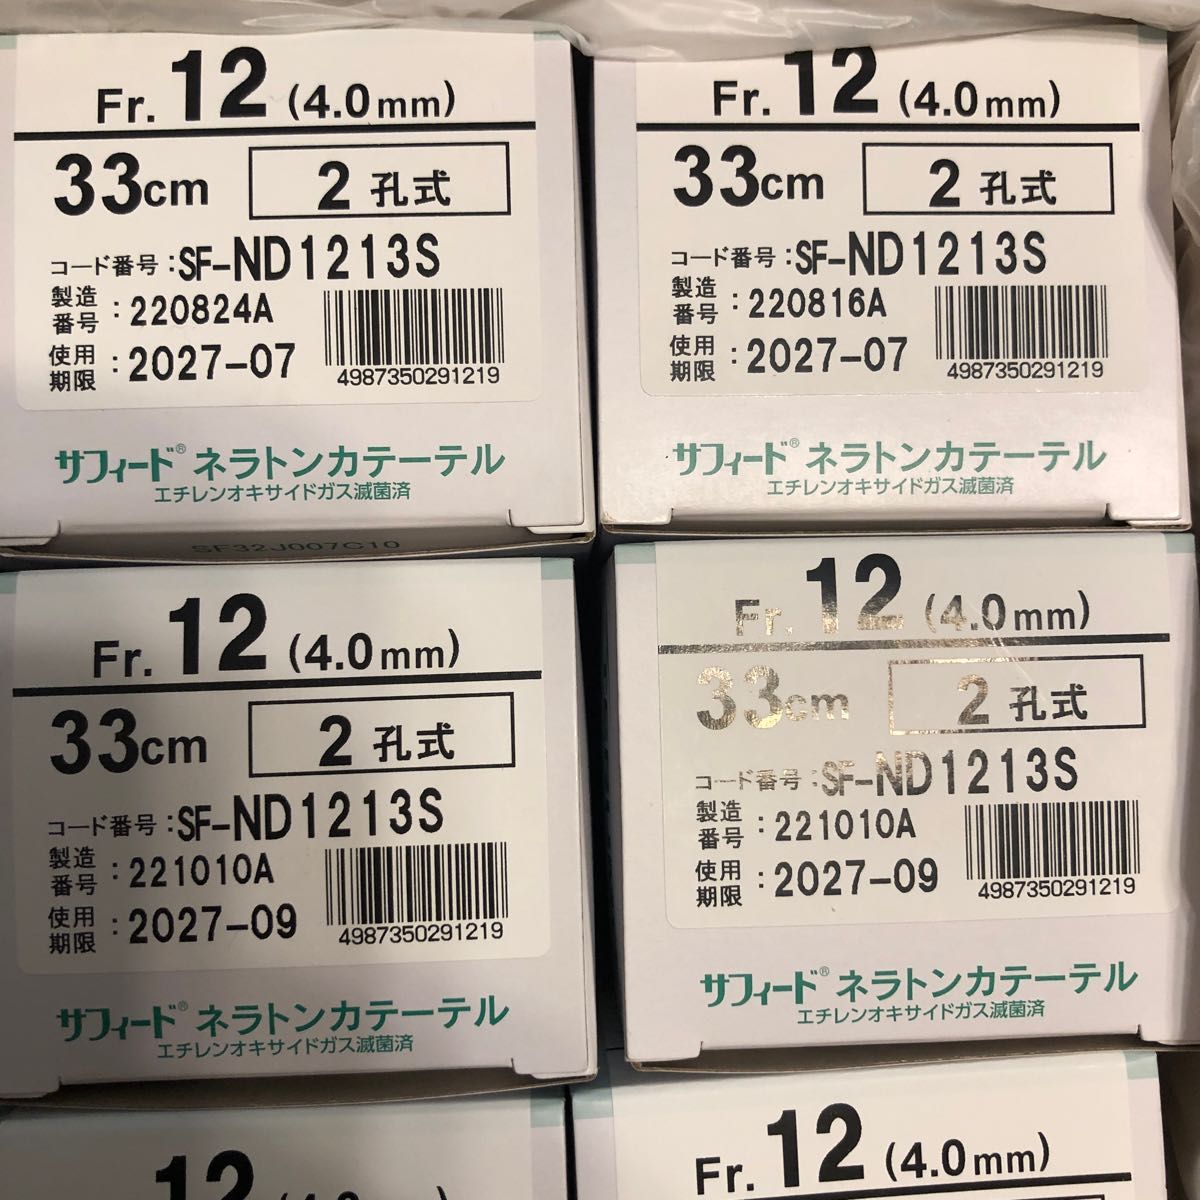 Fr. 12 (4.0mm)
33cm 2 孔式
コード番号 : SF-ND1213S
製造番号 : 220824A
使用期限 : 2027-07
4987350291219
サフィード® ネラトンカテーテル
エチレンオキサイドガス滅菌済
SF32J007C10
Fr. 12 (4.0mm)
33cm 2 孔式
コード番号 : SF-ND1213S
製造番号 : 220816A
使用期限 : 2027-07
4987350291219
サフィード® ネラトンカテーテル
エチレンオキサイドガス滅菌済
Fr. 12 (4.0mm)
33cm 2 孔式
コード番号 : SF-ND1213S
製造番号 : 221010A
使用期限 : 2027-09
4987350291219
サフィード® ネラトンカテーテル
エチレンオキサイドガス滅菌済
Fr. 12 (4.0mm)
33cm 2 孔式
コード番号 : SF-ND1213S
製造番号 : 221010A
使用期限 : 2027-09
4987350291219
サフィード® ネラトンカテーテル
エチレンオキサイドガス滅菌済
12 (4.0mm)
Fr. 12 (4.0mm)